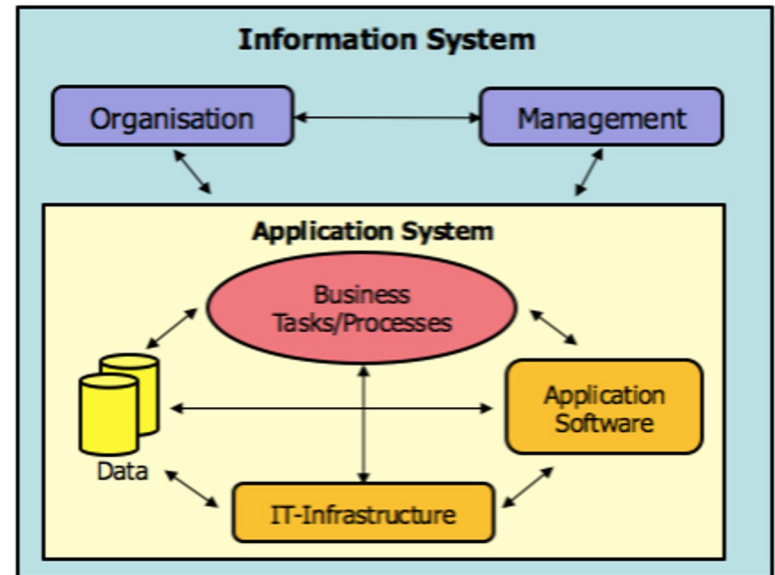 Information System
Organisation
Management
Application System
Business
Tasks/Processes
Application
Software
Data
IT-Infrastructure